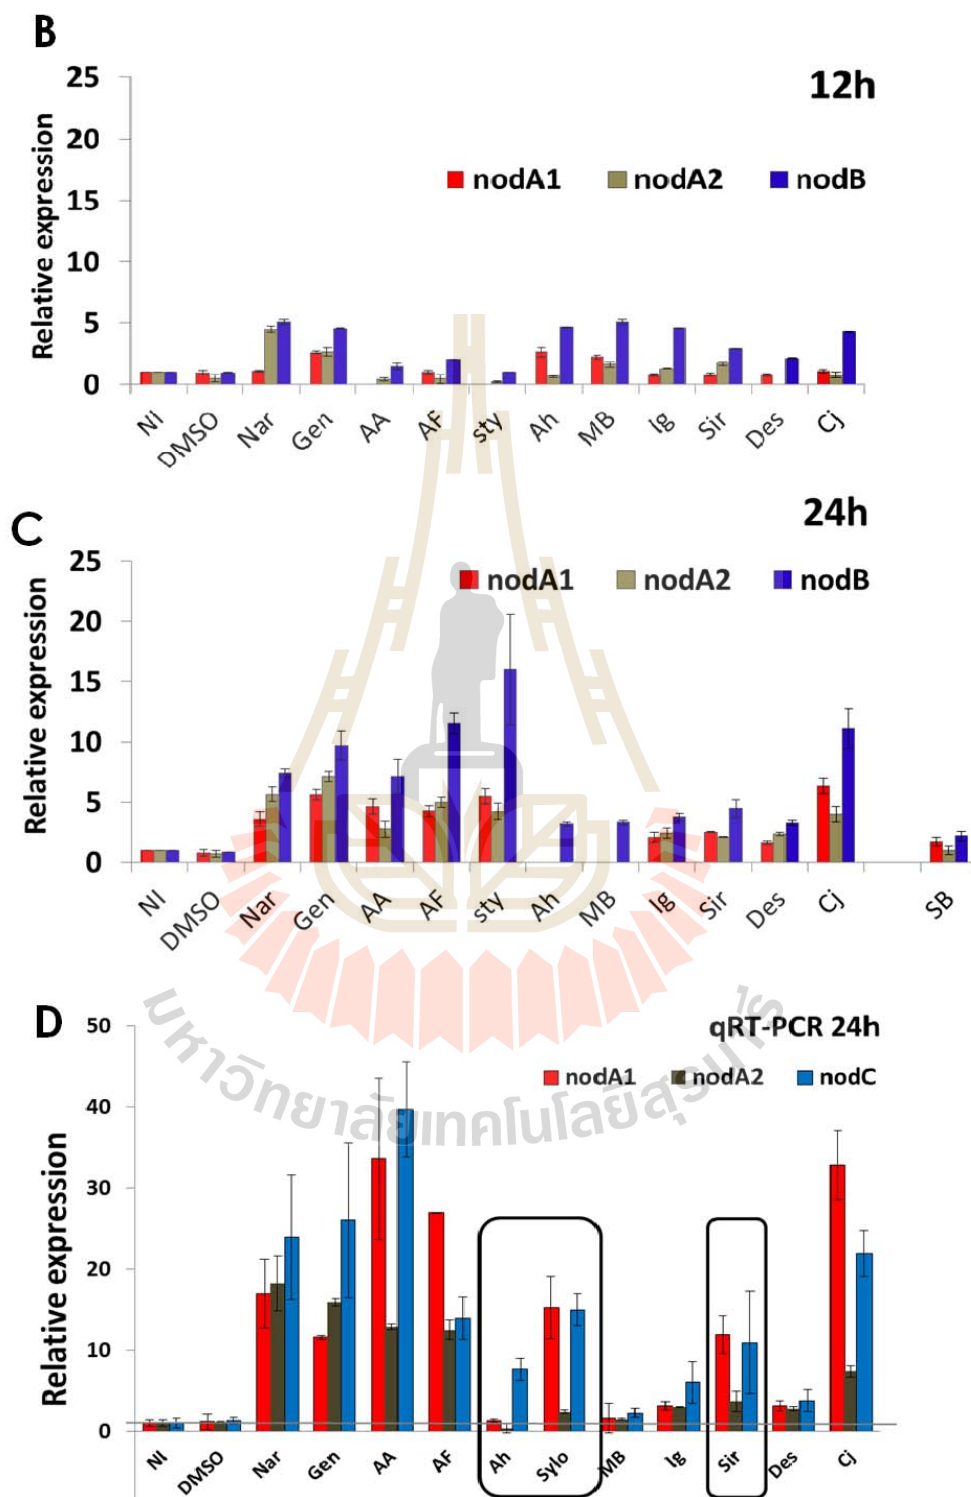 B
12h
25
20
15
10
5
0
Relative expression
nodA1 nodA2 nodB
NI DMSO Nar Gen AA AF sty Ah MB Ig Sir Des Cj
C
24h
25
20
15
10
5
0
Relative expression
nodA1 nodA2 nodB
NI DMSO Nar Gen AA AF sty Ah MB Ig Sir Des Cj SB
D
qRT-PCR 24h
50
40
30
20
10
0
Relative expression
nodA1 nodA2 nodC
NI DMSO Nar Gen AA AF Ah Sylo MB Ig Sir Des Cj
มหาวิทยาลัยเทคโนโลยีสุรนารี